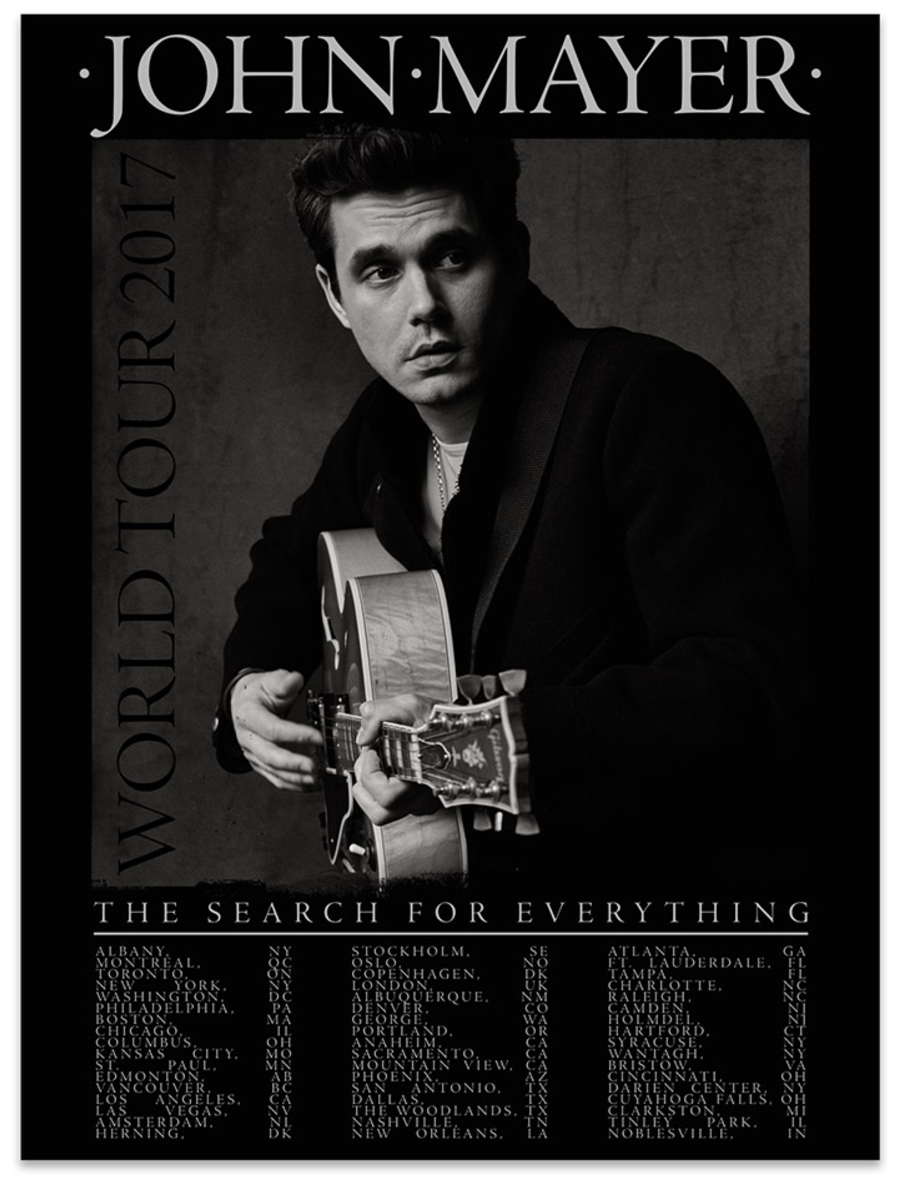 ·JOHN·MAYER·
WORLD TOUR 2017
Gibson
THE SEARCH FOR EVERYTHING
ALBANY, NY
MONTRÉAL, QC
TORONTO, ON
NEW YORK, NY
WASHINGTON, DC
PHILADELPHIA, PA
BOSTON, MA
CHICAGO, IL
COLUMBUS, OH
KANSAS CITY, MO
ST. PAUL, MN
EDMONTON, AB
VANCOUVER, BC
LOS ANGELES, CA
LAS VEGAS, NV
AMSTERDAM, NL
HERNING, DK
STOCKHOLM, SE
OSLO, NO
COPENHAGEN, DK
LONDON, UK
ALBUQUERQUE, NM
DENVER, CO
GEORGE, WA
PORTLAND, OR
ANAHEIM, CA
SACRAMENTO, CA
MOUNTAIN VIEW, CA
PHOENIX, AZ
SAN ANTONIO, TX
DALLAS, TX
THE WOODLANDS, TX
NASHVILLE, TN
NEW ORLEANS, LA
ATLANTA, GA
FT. LAUDERDALE, FL
TAMPA, FL
CHARLOTTE, NC
RALEIGH, NC
CAMDEN, NJ
HOLMDEL, NJ
HARTFORD, CT
SYRACUSE, NY
WANTAGH, NY
BRISTOW, VA
CINCINNATI, OH
DARIEN CENTER, NY
CUYAHOGA FALLS, OH
CLARKSTON, MI
TINLEY PARK, IL
NOBLESVILLE, IN